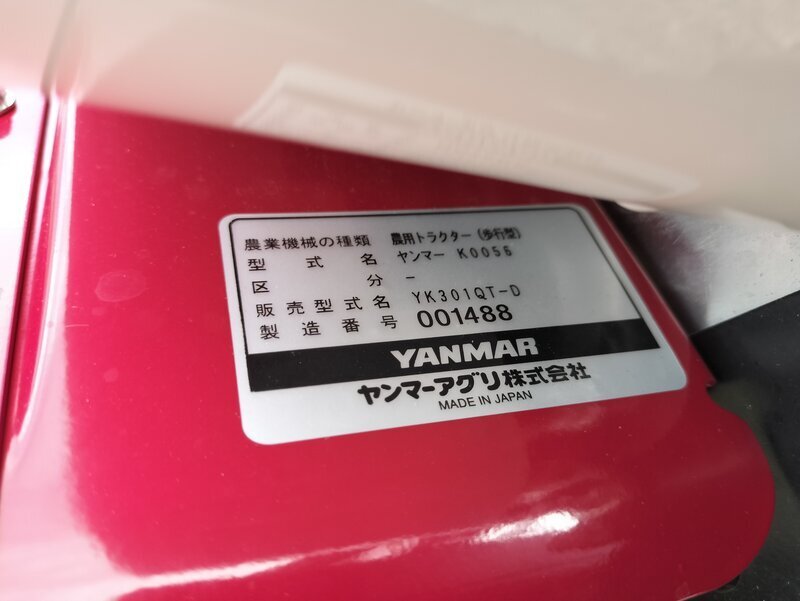 農業機械の種類 農用トラクター(歩行型)
型式名 ヤンマー K0056
区分 -
販売型式名 YK301QT-D
製造番号 001488
YANMAR
ヤンマーアグリ株式会社
MADE IN JAPAN